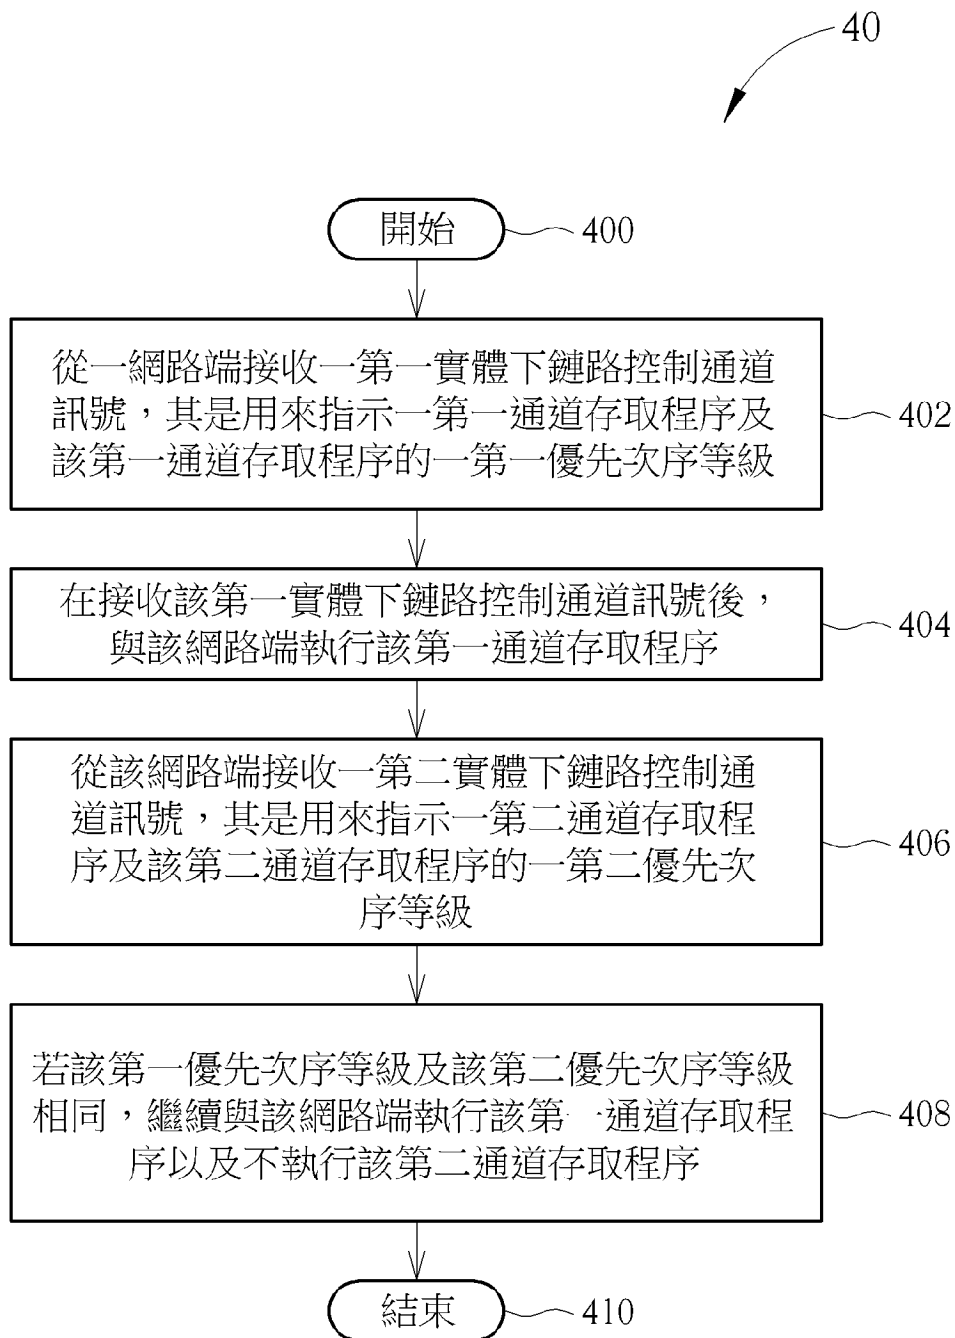 40
開始
400
從一網路端接收一第一實體下鏈路控制通道
訊號，其是用來指示一第一通道存取程序及
該第一通道存取程序的一第一優先次序等級
402
在接收該第一實體下鏈路控制通道訊號後，
與該網路端執行該第一通道存取程序
404
從該網路端接收一第二實體下鏈路控制通
道訊號，其是用來指示一第二通道存取程
序及該第二通道存取程序的一第二優先次
序等級
406
若該第一優先次序等級及該第二優先次序等級
相同，繼續與該網路端執行該第一通道存取程
序以及不執行該第二通道存取程序
408
結束
410